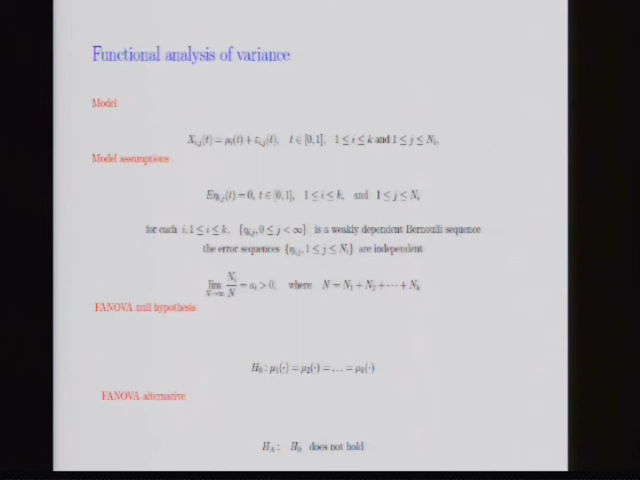 Functional analysis of variance
Model
X_{i,j}(t) = μ_i(t) + ε_{i,j}(t), t ∈ [0, 1], 1 ≤ i ≤ k and 1 ≤ j ≤ N_i,
Model assumptions
Eη_{i,j}(t) = 0, t ∈ [0, 1], 1 ≤ i ≤ k, and 1 ≤ j ≤ N_i
for each i, 1 ≤ i ≤ k, {η_{i,j}, 0 ≤ j < ∞} is a weakly dependent Bernoulli sequence
the error sequences {η_{i,j}, 1 ≤ j ≤ N_i} are independent
lim_{N→∞} N_i/N = a_i > 0, where N = N_1 + N_2 + ⋯ + N_k
FANOVA null hypothesis
H_0 : μ_1(·) = μ_2(·) = … = μ_k(·)
FANOVA alternative
H_A : H_0 does not hold